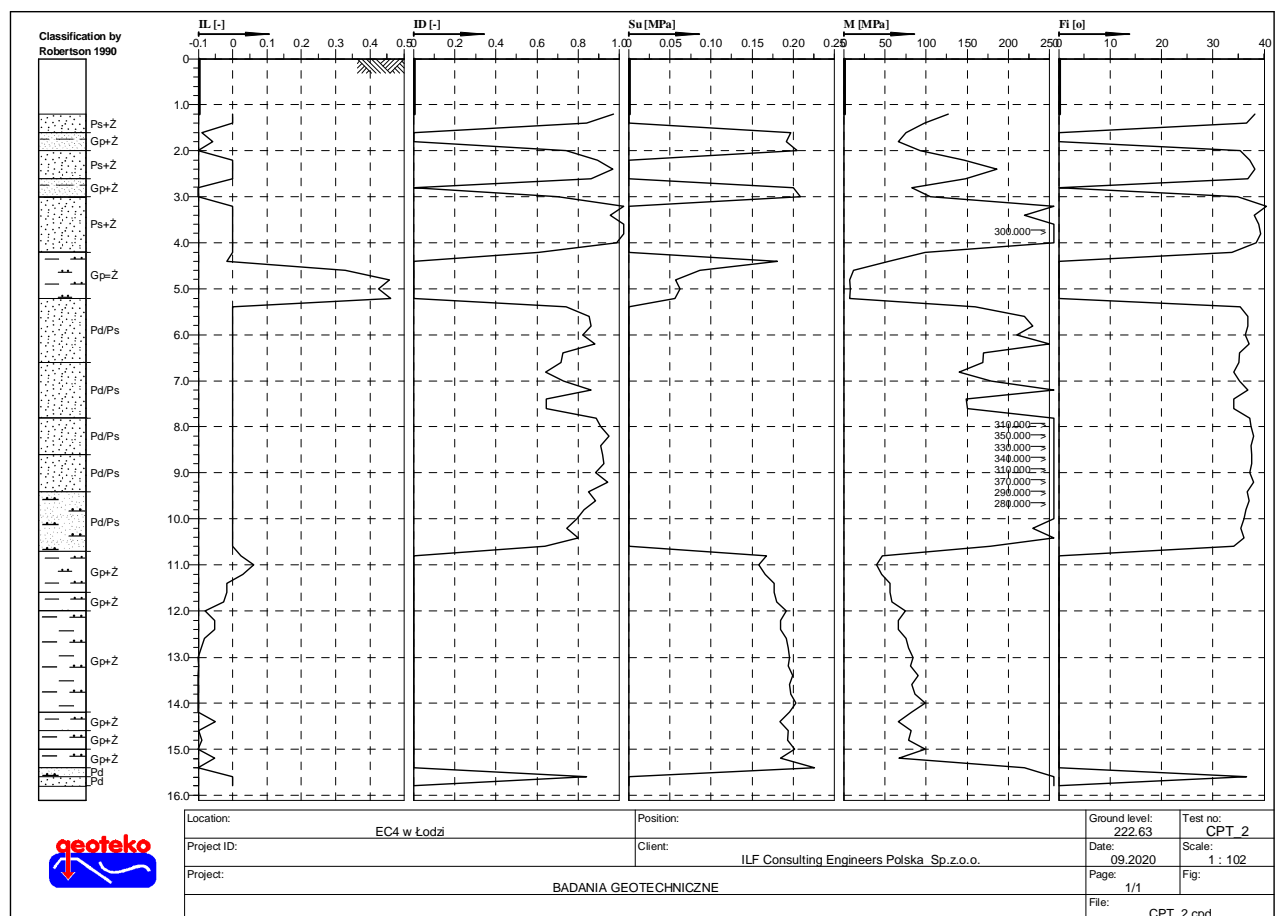 Classification by
Robertson 1990
IL [-]
ID [-]
Su [MPa]
M [MPa]
Fi [o]
-0.1 0 0.1 0.2 0.3 0.4 0.5
0 0.2 0.4 0.6 0.8 1.0
0 0.05 0.10 0.15 0.20 0.25
0 50 100 150 200 250
0 10 20 30 40
0
1.0
2.0
3.0
4.0
5.0
6.0
7.0
8.0
9.0
10.0
11.0
12.0
13.0
14.0
15.0
16.0
Ps+Ż
Gp+Ż
Ps+Ż
Gp+Ż
Ps+Ż
Gp=Ż
Pd/Ps
Pd/Ps
Pd/Ps
Pd/Ps
Pd/Ps
Gp+Ż
Gp+Ż
Gp+Ż
Gp+Ż
Gp+Ż
Gp+Ż
Pd
Pd
300.000 >
310.000 >
350.000 >
330.000 >
340.000 >
310.000 >
370.000 >
290.000 >
280.000 >
geoteko
Location:
EC4 w Łodzi
Position:
Ground level:
222.63
Test no:
CPT_2
Project ID:
Client:
ILF Consulting Engineers Polska Sp.z.o.o.
Date:
09.2020
Scale:
1 : 102
Project:
BADANIA GEOTECHNICZNE
Page:
1/1
Fig:
File:
CPT_2.cpd